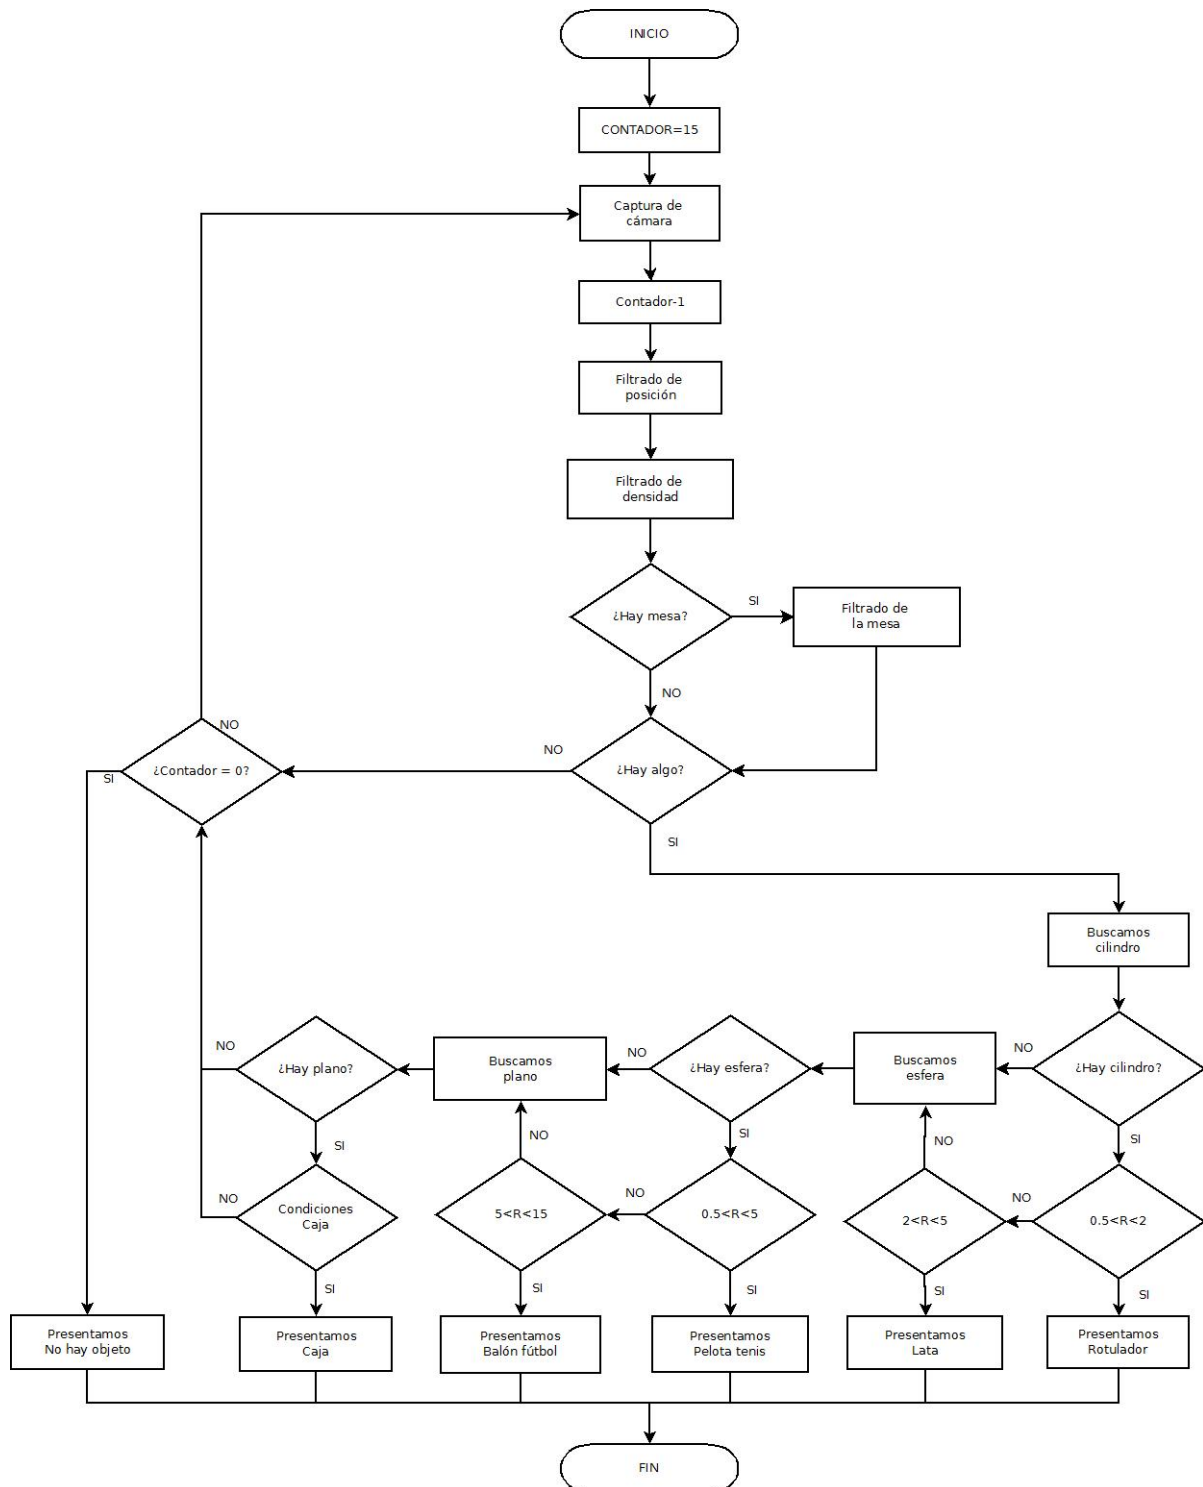 INICIO
CONTADOR=15
Captura de
cámara
Contador-1
Filtrado de
posición
Filtrado de
densidad
¿Hay mesa?
SI
Filtrado de
la mesa
NO
¿Hay algo?
NO
¿Contador = 0?
NO
SI
SI
Buscamos
cilindro
¿Hay cilindro?
NO
Buscamos
esfera
¿Hay esfera?
NO
Buscamos
plano
¿Hay plano?
NO
SI
SI
SI
NO
NO
Condiciones
Caja
NO
5<R<15
NO
0.5<R<5
2<R<5
NO
0.5<R<2
SI
SI
SI
SI
SI
Presentamos
No hay objeto
Presentamos
Caja
Presentamos
Balón fútbol
Presentamos
Pelota tenis
Presentamos
Lata
Presentamos
Rotulador
FIN